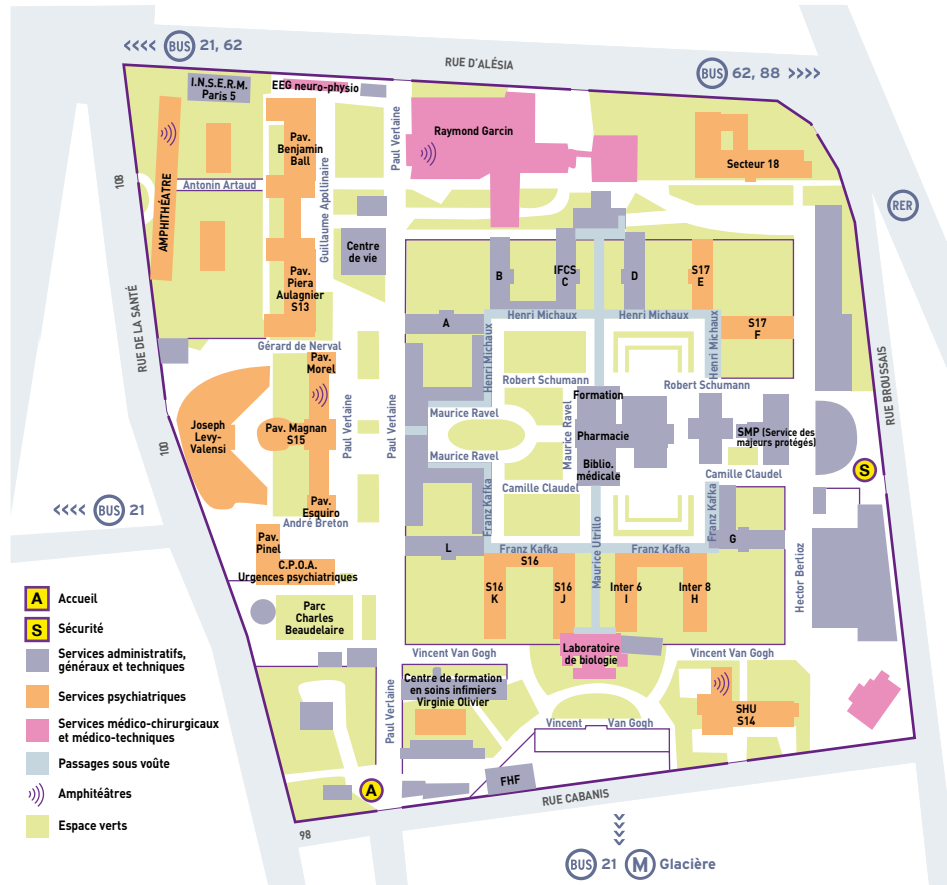 <<<< BUS 21, 62
RUE D'ALÉSIA
BUS 62, 88 >>>>
I.N.S.E.R.M.
Paris 5
EEG neuro-physio
Pav.
Benjamin
Ball
Paul Verlaine
Raymond Garcin
Secteur 18
108
Antonin Artaud
AMPHITHÉÂTRE
Guillaume Apollinaire
RER
Centre
de vie
Pav.
Piera
Aulagnier
S13
B
IFCS
C
D
S17
E
RUE DE LA SANTÉ
A
Henri Michaux
Henri Michaux
S17
F
Henri Michaux
Henri Michaux
Gérard de Nerval
Pav.
Morel
Robert Schumann
Robert Schumann
RUE BROUSSAIS
Formation
Maurice Ravel
Joseph
Levy-
Valensi
Pav. Magnan
S15
Paul Verlaine
Paul Verlaine
Maurice Ravel
Pharmacie
SMP (Service des
majeurs protégés)
100
Maurice Ravel
Biblio.
médicale
Camille Claudel
S
Camille Claudel
Pav.
Esquiro
Franz Kafka
Franz Kafka
<<<< BUS 21
André Breton
Pav.
Pinel
L
Franz Kafka
Maurice Utrillo
Franz Kafka
G
S16
C.P.O.A.
Urgences psychiatriques
S16
K
S16
J
Inter 6
I
Inter 8
H
Hector Berlioz
Parc
Charles
Beaudelaire
Laboratoire
de biologie
Vincent Van Gogh
Vincent Van Gogh
Centre de formation
en soins infimiers
Virginie Olivier
Paul Verlaine
SHU
S14
Vincent Van Gogh
FHF
A
RUE CABANIS
98
>>>>
BUS 21 M Glacière
A Accueil
S Sécurité
Services administratifs,
généraux et techniques
Services psychiatriques
Services médico-chirurgicaux
et médico-techniques
Passages sous voûte
Amphitéâtres
Espace verts